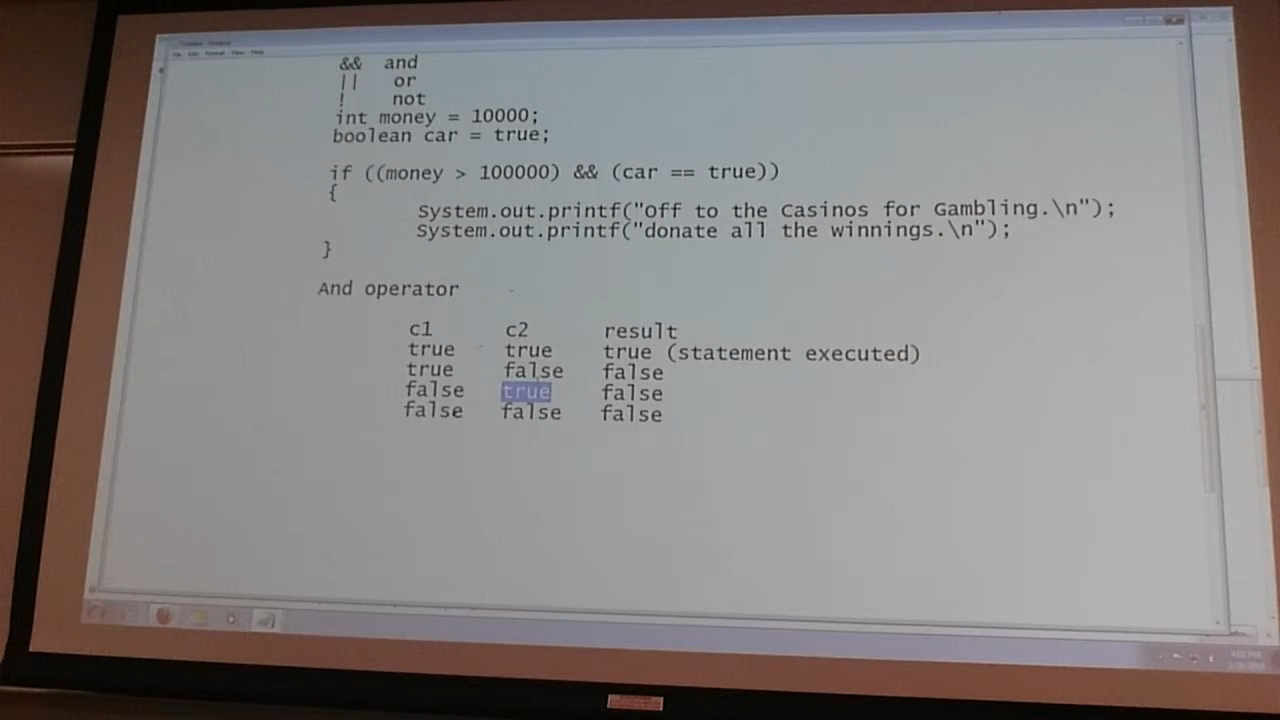 && and
|| or
! not
int money = 10000;
boolean car = true;
if ((money > 100000) && (car == true))
{
System.out.printf("Off to the Casinos for Gambling.\n");
System.out.printf("donate all the winnings.\n");
}
And operator
c1 c2 result
true true true (statement executed)
true false false
false true false
false false false